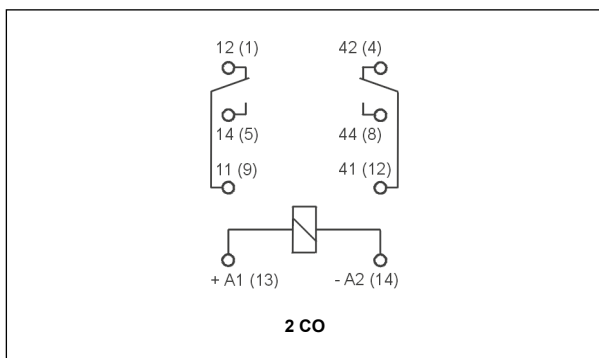 12 (1) 42 (4)
14 (5) 44 (8)
11 (9) 41 (12)
+ A1 (13) - A2 (14)
2 CO